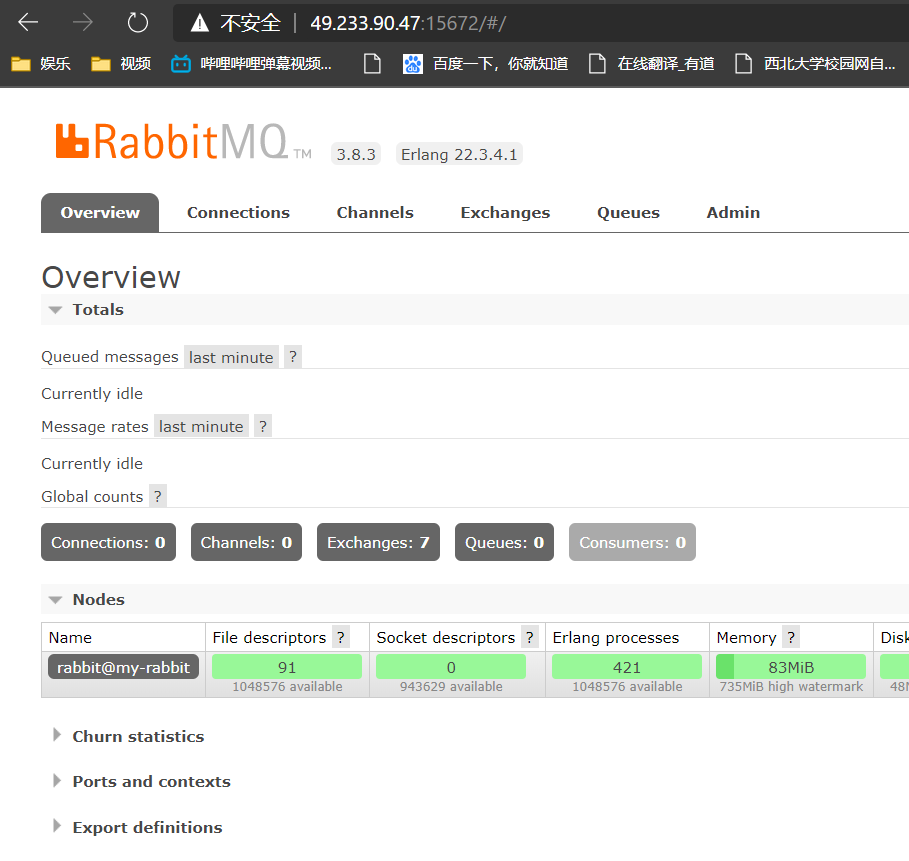 不安全 | 49.233.90.47:15672/#/
娱乐 视频 哔哩哔哩弹幕视频... 百度一下，你就知道 在线翻译_有道 西北大学校园网自...
RabbitMQ TM 3.8.3 Erlang 22.3.4.1
Overview Connections Channels Exchanges Queues Admin
Overview
Totals
Queued messages last minute ?
Currently idle
Message rates last minute ?
Currently idle
Global counts ?
Connections: 0 Channels: 0 Exchanges: 7 Queues: 0 Consumers: 0
Nodes
Name File descriptors ? Socket descriptors ? Erlang processes Memory ? Disk
rabbit@my-rabbit 91 0 421 83MiB
1048576 available 943629 available 1048576 available 735MiB high watermark 48M
Churn statistics
Ports and contexts
Export definitions